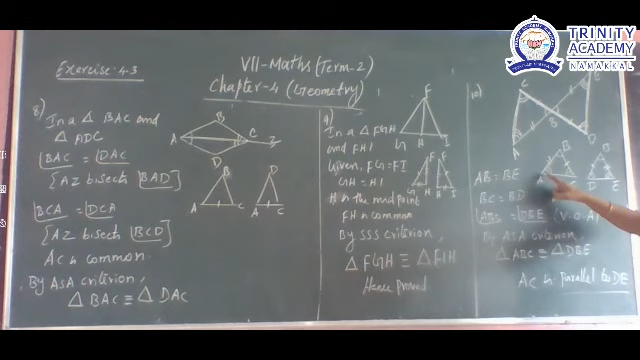 TRINITY
ACADEMY
NAMAKKAL
VII-Maths (Term-2)
Chapter-4 (Geometry)
Exercise 4.3
8)
In a △ BAC and
△ ADC
∠BAC = ∠DAC
{AZ bisects ∠BAD}
∠BCA = ∠DCA
{AZ bisects ∠BCD}
AC is common.
By ASA criterion,
△ BAC ≡ △ DAC
A B C D Z
B A C
D A C
9)
In a △ FGH
and FHI
Given, FG = FI
GH = HI
H is the mid point
FH is common
By SSS criterion,
△ FGH ≡ △ FIH
Hence proved
F G H I
F G H
F H I
10)
AB = BE
BC = BD
∠ABC = ∠DBE (V.O.A)
By ASA criterion
△ ABC ≡ △ DBE
AC is Parallel to DE
C E B A D
B
B D E